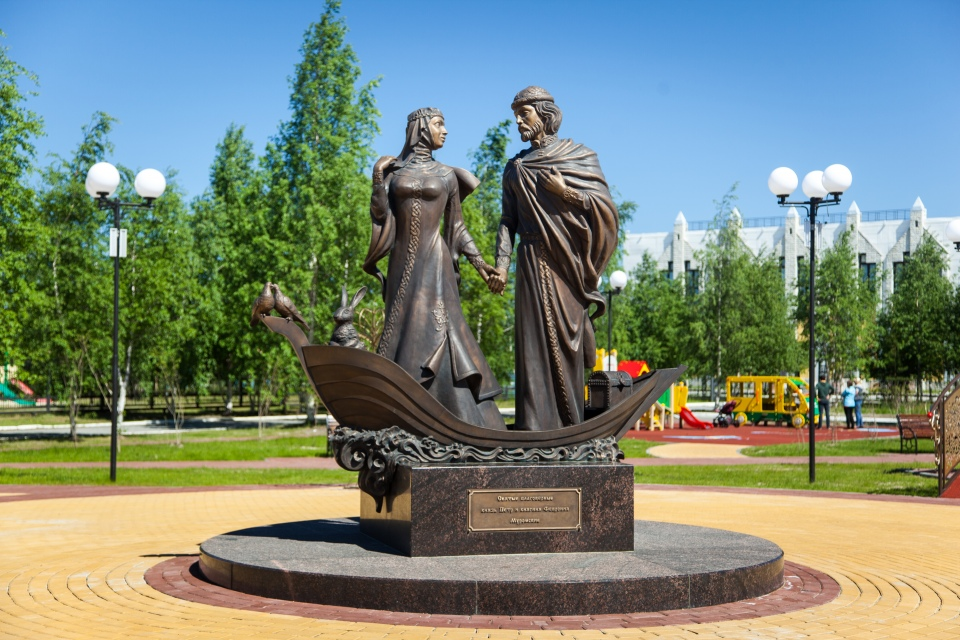 Святые благоверные
князь Петр и княгиня Феврония
Муромские